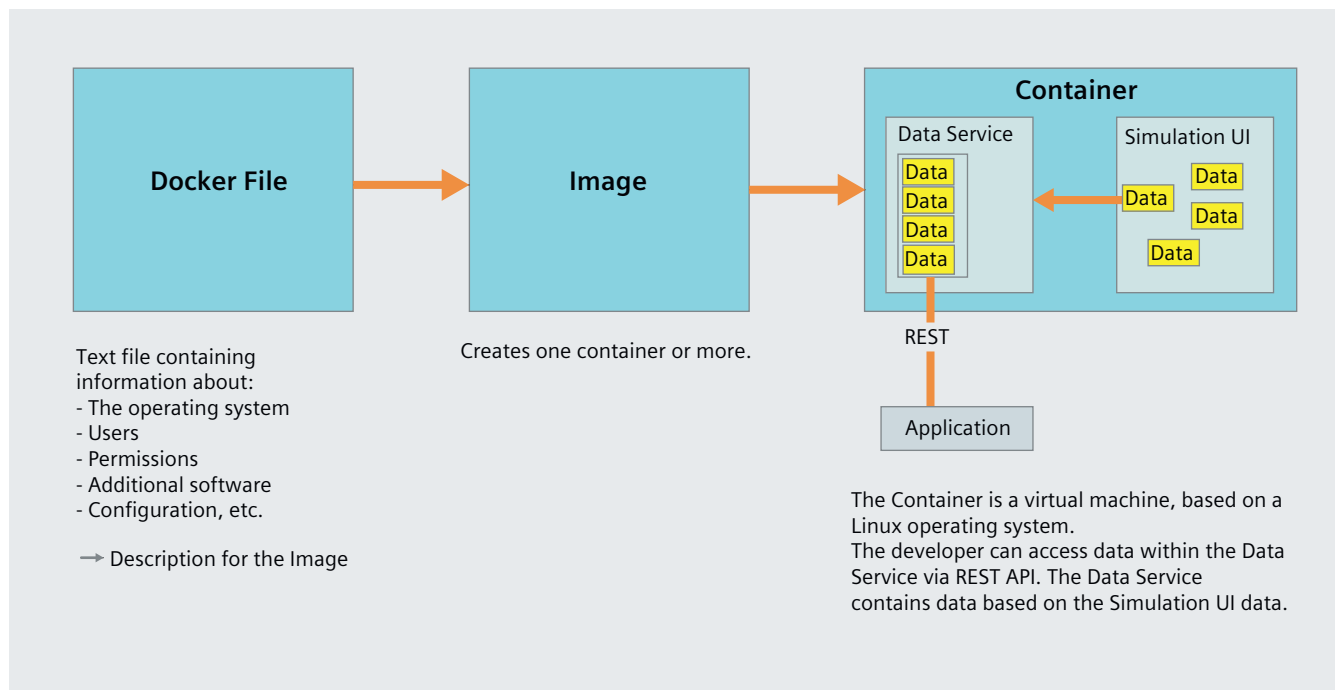 Docker File
Text file containing
information about:
- The operating system
- Users
- Permissions
- Additional software
- Configuration, etc.
→ Description for the Image
Image
Creates one container or more.
Container
Data Service
Data
Data
Data
Data
Simulation UI
Data
Data
Data
Data
REST
Application
The Container is a virtual machine, based on a
Linux operating system.
The developer can access data within the Data
Service via REST API. The Data Service
contains data based on the Simulation UI data.